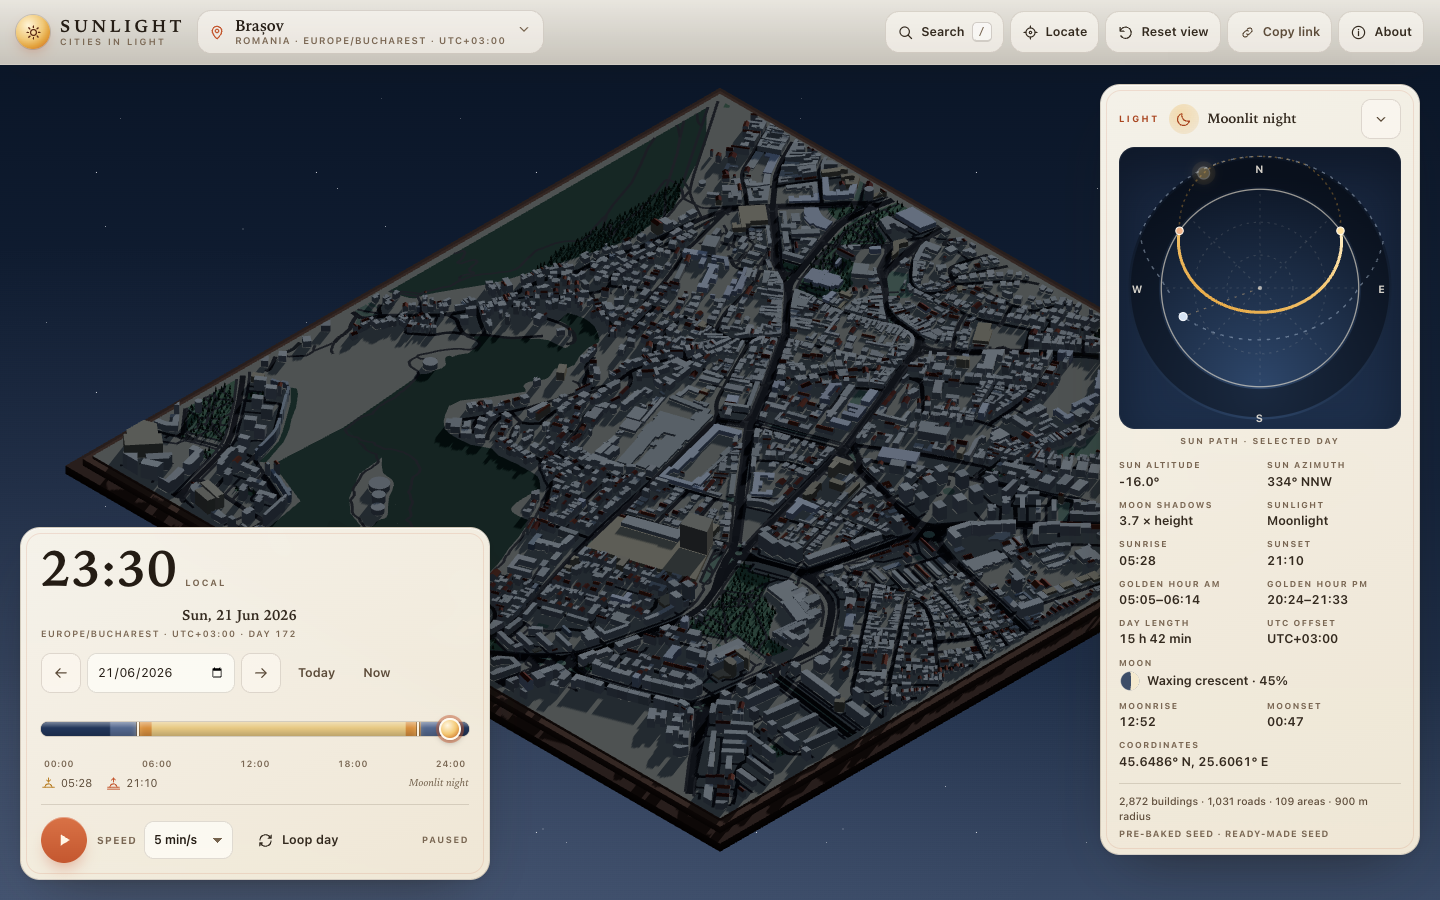 SUNLIGHT
CITIES IN LIGHT
Brașov
ROMANIA · EUROPE/BUCHAREST · UTC+03:00
Search /
Locate
Reset view
Copy link
About
LIGHT
Moonlit night
N
W
E
S
SUN PATH · SELECTED DAY
SUN ALTITUDE
-16.0°
SUN AZIMUTH
334° NNW
MOON SHADOWS
3.7 × height
SUNLIGHT
Moonlight
SUNRISE
05:28
SUNSET
21:10
GOLDEN HOUR AM
05:05–06:14
GOLDEN HOUR PM
20:24–21:33
DAY LENGTH
15 h 42 min
UTC OFFSET
UTC+03:00
MOON
Waxing crescent · 45%
MOONRISE
12:52
MOONSET
00:47
COORDINATES
45.6486° N, 25.6061° E
2,872 buildings · 1,031 roads · 109 areas · 900 m
radius
PRE-BAKED SEED · READY-MADE SEED
23:30 LOCAL
Sun, 21 Jun 2026
EUROPE/BUCHAREST · UTC+03:00 · DAY 172
21/06/2026
Today
Now
00:00 06:00 12:00 18:00 24:00
05:28 21:10 Moonlit night
SPEED 5 min/s Loop day PAUSED